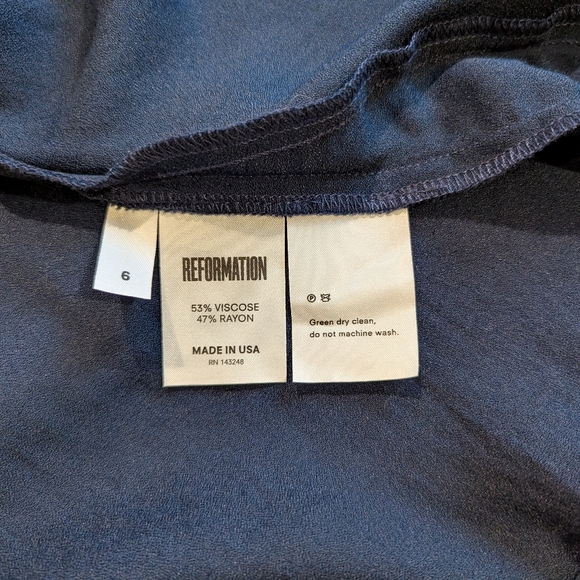 6
REFORMATION
53% VISCOSE
47% RAYON
MADE IN USA
RN 143248
P
Green dry clean,
do not machine wash.